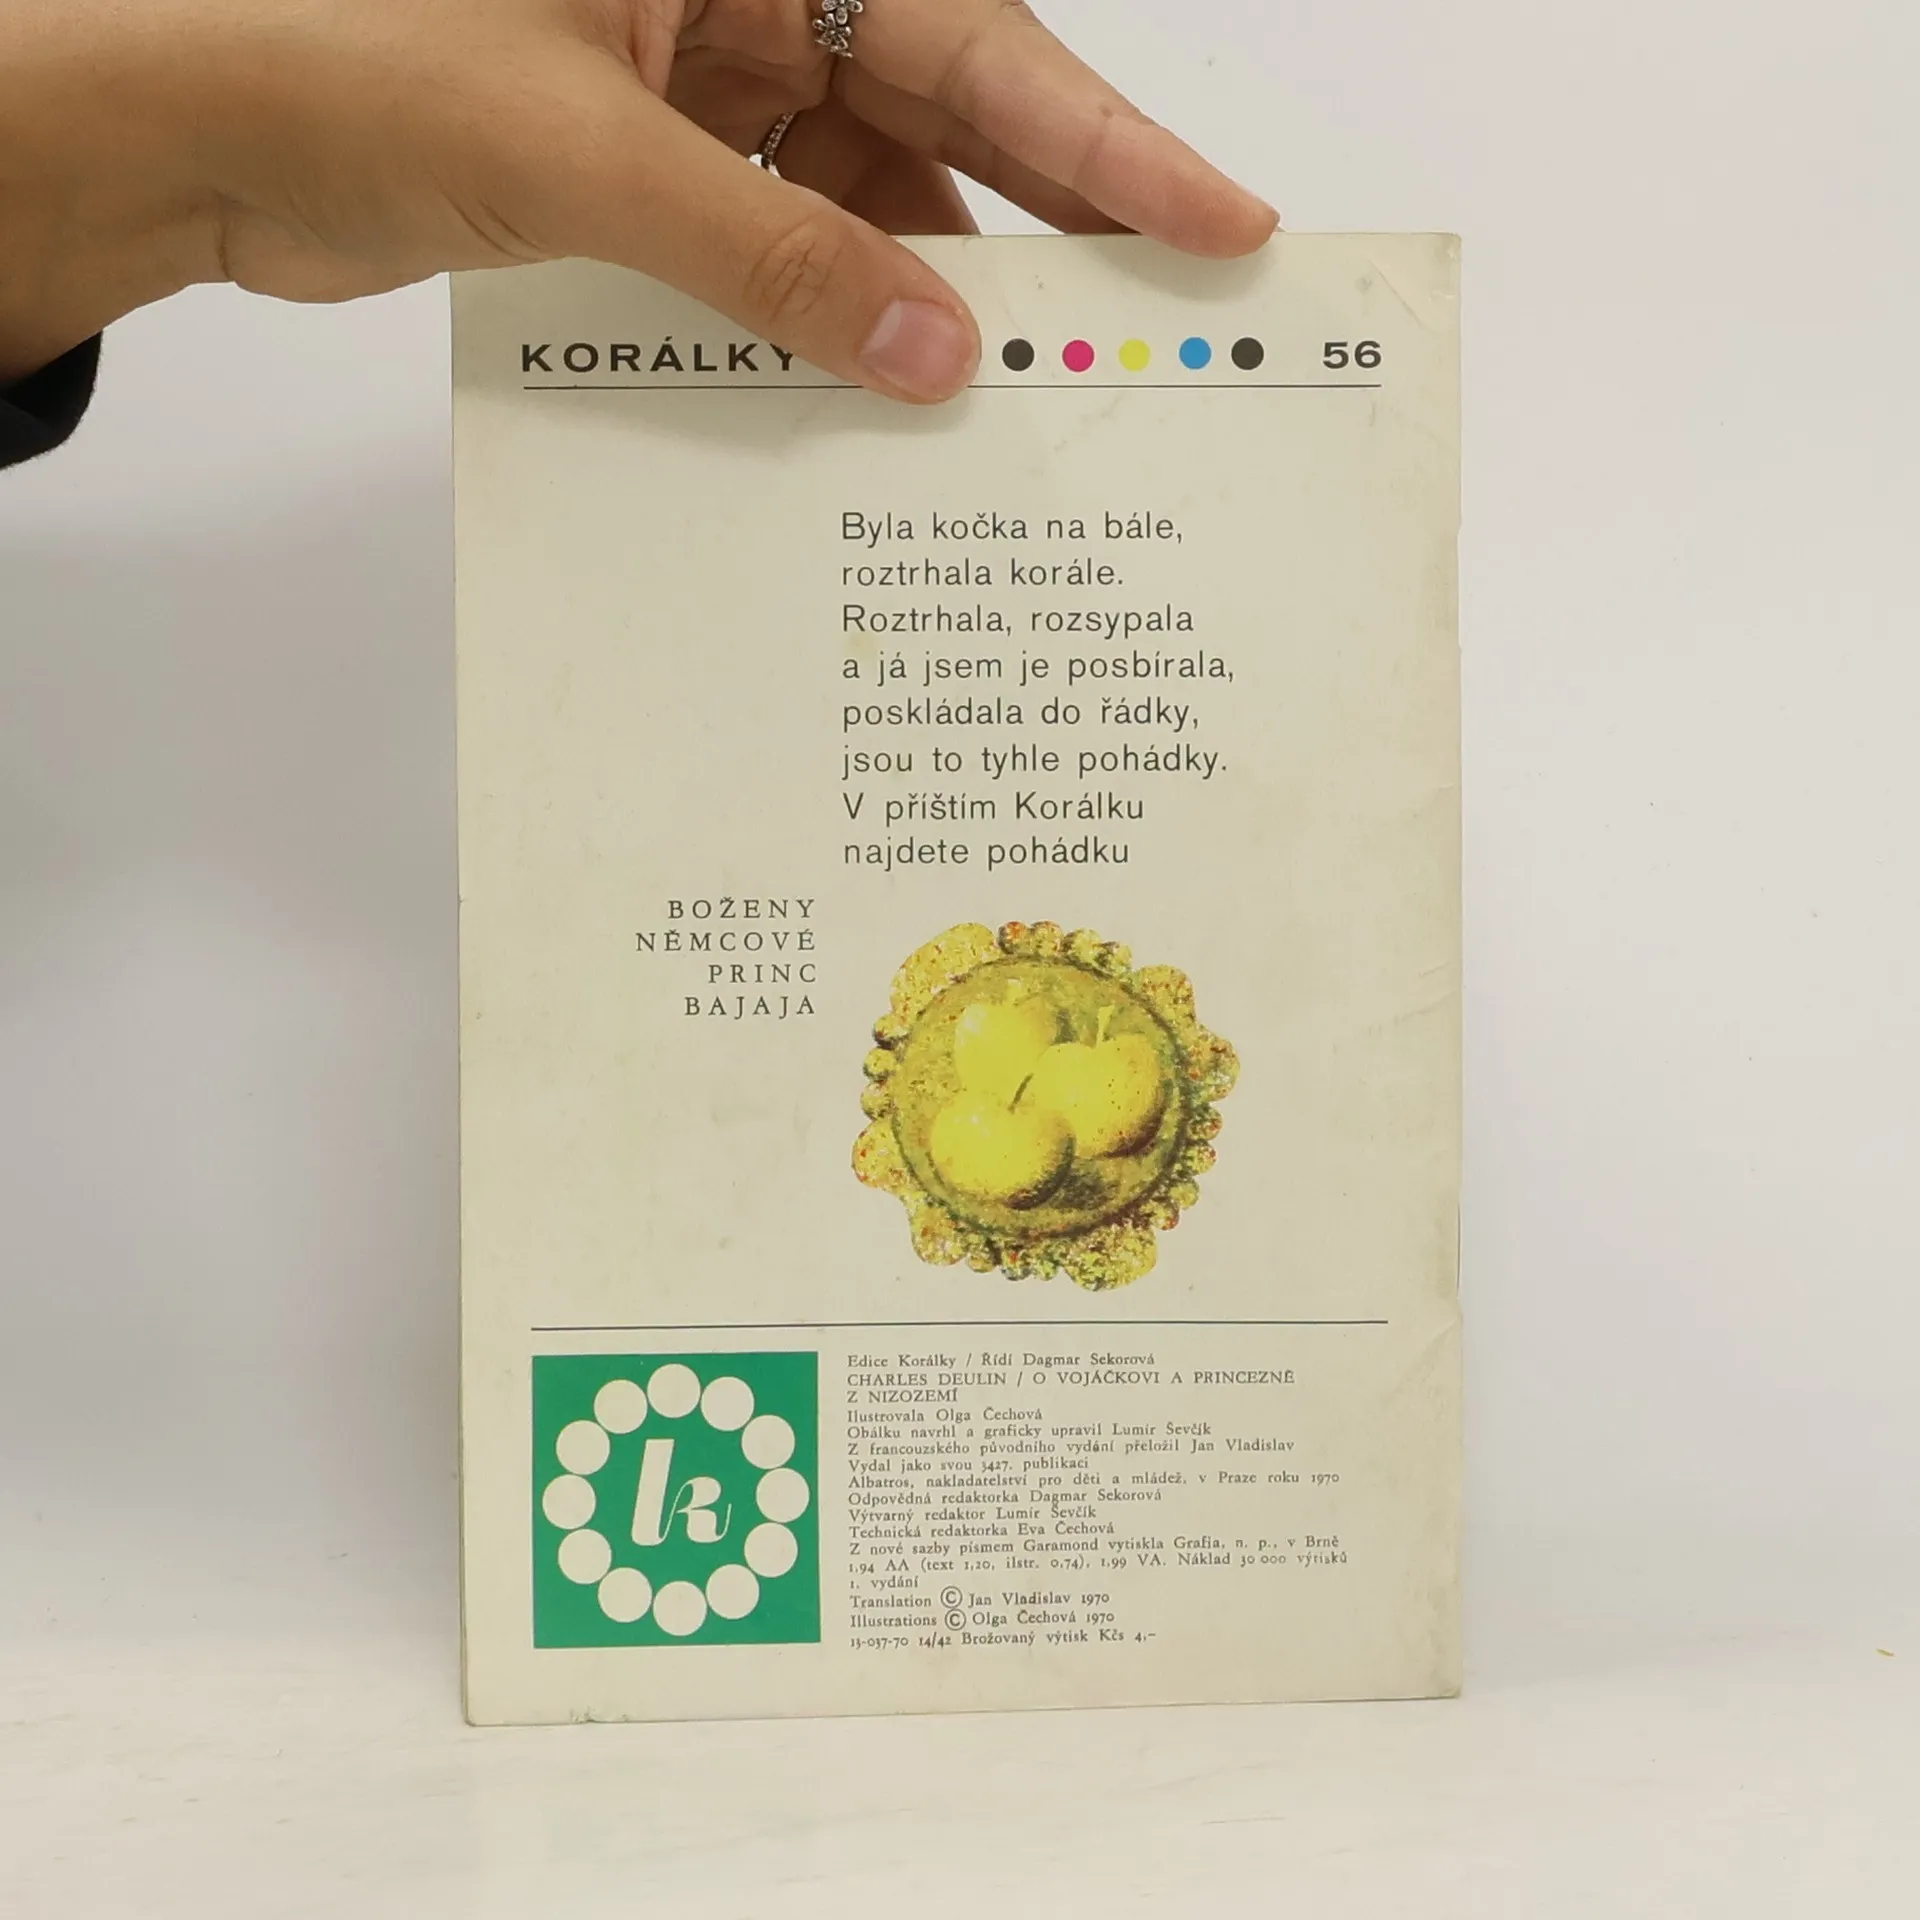 KORÁLKY 56
Byla kočka na bále,
roztrhala korále.
Roztrhala, rozsypala
a já jsem je posbírala,
poskládala do řádky,
jsou to tyhle pohádky.
V příštím Korálku
najdete pohádku
BOŽENY
NĚMCOVÉ
PRINC
BAJAJA
k
Edice Korálky / Řídí Dagmar Sekorová
CHARLES DEULIN / O VOJÁČKOVI A PRINCEZNĚ
Z NIZOZEMÍ
Ilustrovala Olga Čechová
Obálku navrhl a graficky upravil Lumír Ševčík
Z francouzského původního vydání přeložil Jan Vladislav
Vydal jako svou 3427. publikaci
Albatros, nakladatelství pro děti a mládež, v Praze roku 1970
Odpovědná redaktorka Dagmar Sekorová
Výtvarný redaktor Lumír Ševčík
Technická redaktorka Eva Čechová
Z nové sazby písmem Garamond vytiskla Grafia, n. p., v Brně
1,94 AA (text 1,20, ilstr. 0,74), 1,99 VA. Náklad 30 000 výtisků
1. vydání
Translation © Jan Vladislav 1970
Illustrations © Olga Čechová 1970
13-037-70 14/42 Brožovaný výtisk Kčs 4,-